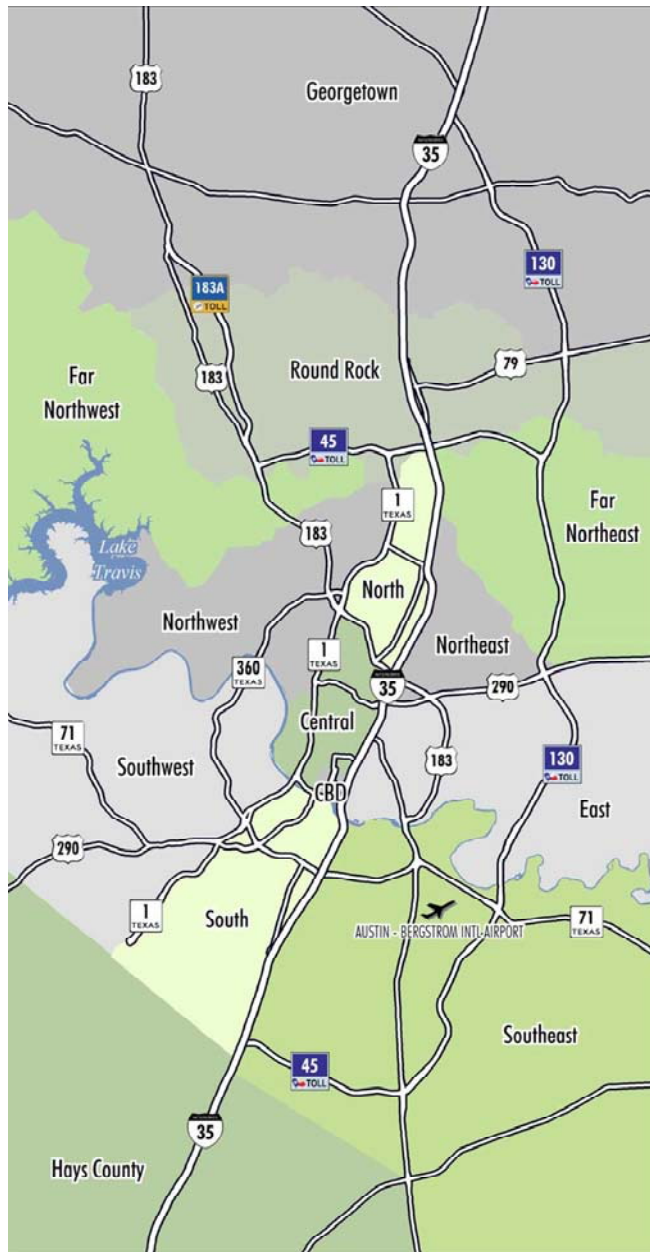 183
Georgetown
35
130
TOLL
183A
TOLL
79
Round Rock
183
Far
Northwest
45
TOLL
1
TEXAS
Far
Northeast
183
Lake
Travis
North
Northwest
Northeast
1
TEXAS
360
TEXAS
35
290
Central
71
TEXAS
183
130
TOLL
Southwest
CBD
East
290
1
TEXAS
South
71
TEXAS
AUSTIN - BERGSTROM INTL AIRPORT
Southeast
45
TOLL
35
Hays County